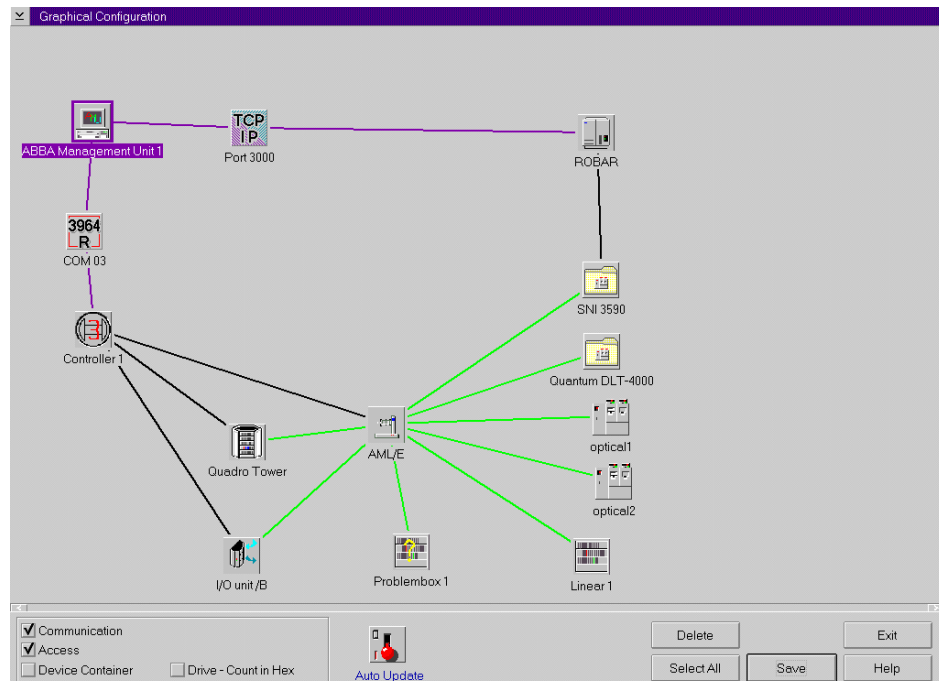 Graphical Configuration
TCP
I.P
ABBA Management Unit 1
Port 3000
ROBAR
3964
R
COM 03
SNI 3590
Controller 1
Quantum DLT-4000
AML/E
optical1
Quadro Tower
optical2
I/O unit /B
Problembox 1
Linear 1
Communication
Access
Device Container
Drive - Count in Hex
Auto Update
Delete
Exit
Select All
Save
Help